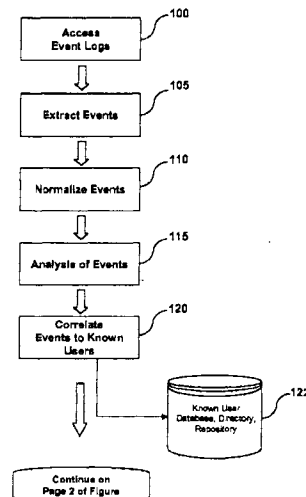 100
Access
Event Logs
105
Extract Events
110
Normalize Events
115
Analysis of Events
120
Correlate
Events to Known
Users
122
Known User
Database, Directory,
Repository
Continue on
Page 2 of Figure